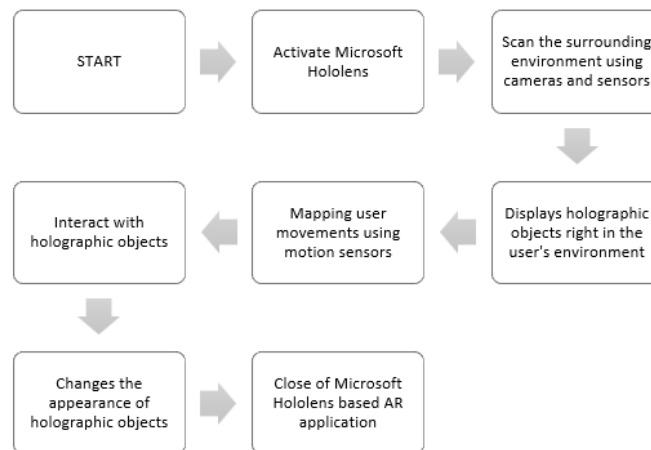 START
Activate Microsoft
Hololens
Scan the surrounding
environment using
cameras and sensors
Displays holographic
objects right in the
user's environment
Mapping user
movements using
motion sensors
Interact with
holographic objects
Changes the
appearance of
holographic objects
Close of Microsoft
Hololens based AR
application